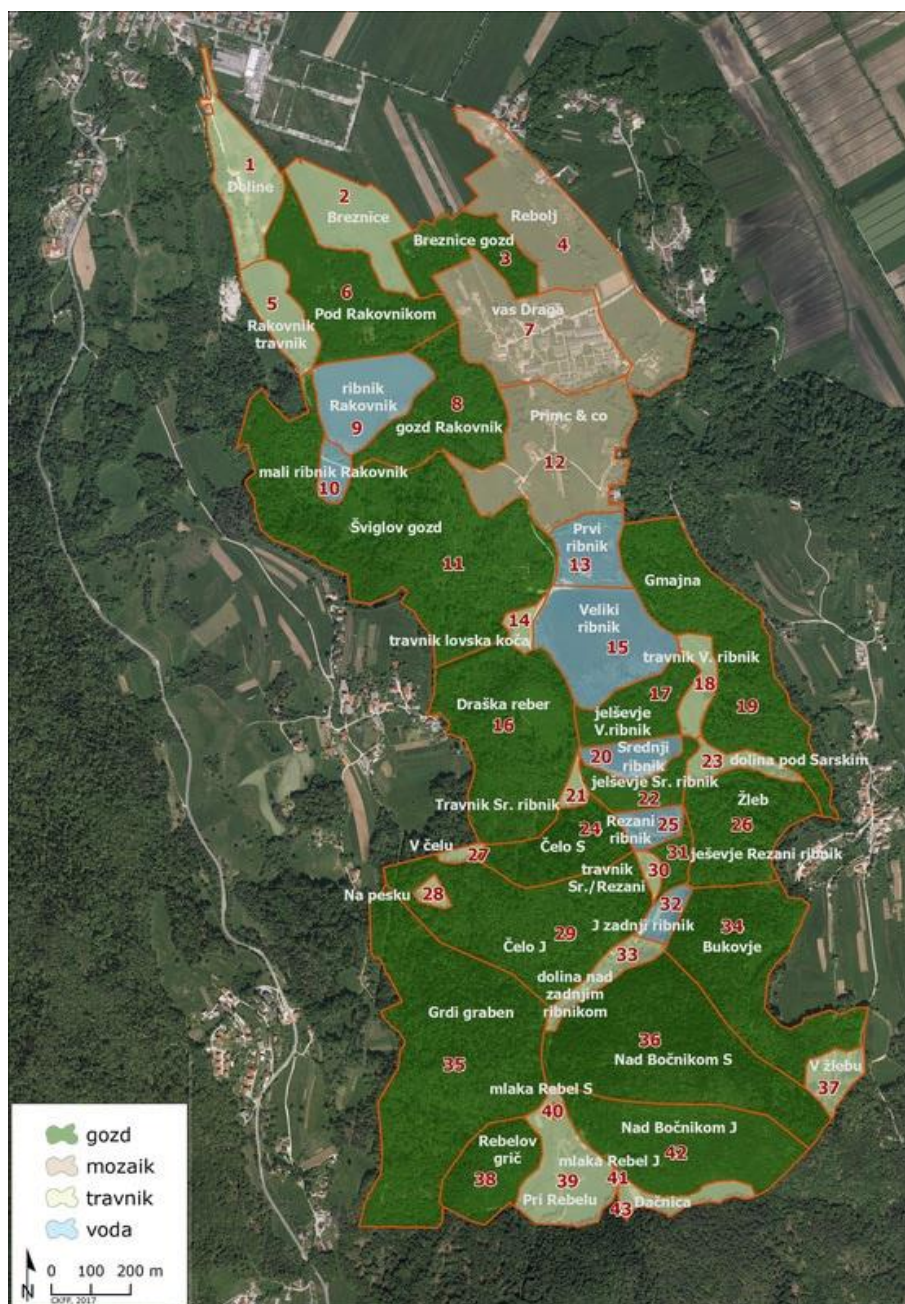 1
Doline
2
Breznice
Rebolj
4
Breznice gozd
3
5
Rakovnik
travnik
6
Pod Rakovnikom
vas Draga
7
ribnik
Rakovnik
9
8
gozd Rakovnik
Primc & co
12
mali ribnik Rakovnik
10
Šviglov gozd
11
Prvi
ribnik
13
Gmajna
14
travnik lovska koča
Veliki
ribnik
15
travnik V. ribnik
18
17
jelševje
V.ribnik
19
Draška reber
16
20
Srednji
ribnik
23
dolina pod Sarskim
jelševje Sr. ribnik
22
21
Travnik Sr. ribnik
Žleb
26
24
Čelo S
Rezani
ribnik
25
V čelu
27
31
ješevje Rezani ribnik
travnik
Sr./Rezani
30
Na pesku
28
32
J zadnji ribnik
34
Bukovje
29
Čelo J
33
dolina nad
zadnjim
ribnikom
Grdi graben
35
36
Nad Bočnikom S
V žlebu
37
mlaka Rebel S
40
Nad Bočnikom J
42
Rebelov
grič
38
mlaka Rebel J
41
39
Pri Rebelu
Dačnica
43
gozd
mozaik
travnik
voda
0 100 200 m
N
CKFF, 2017